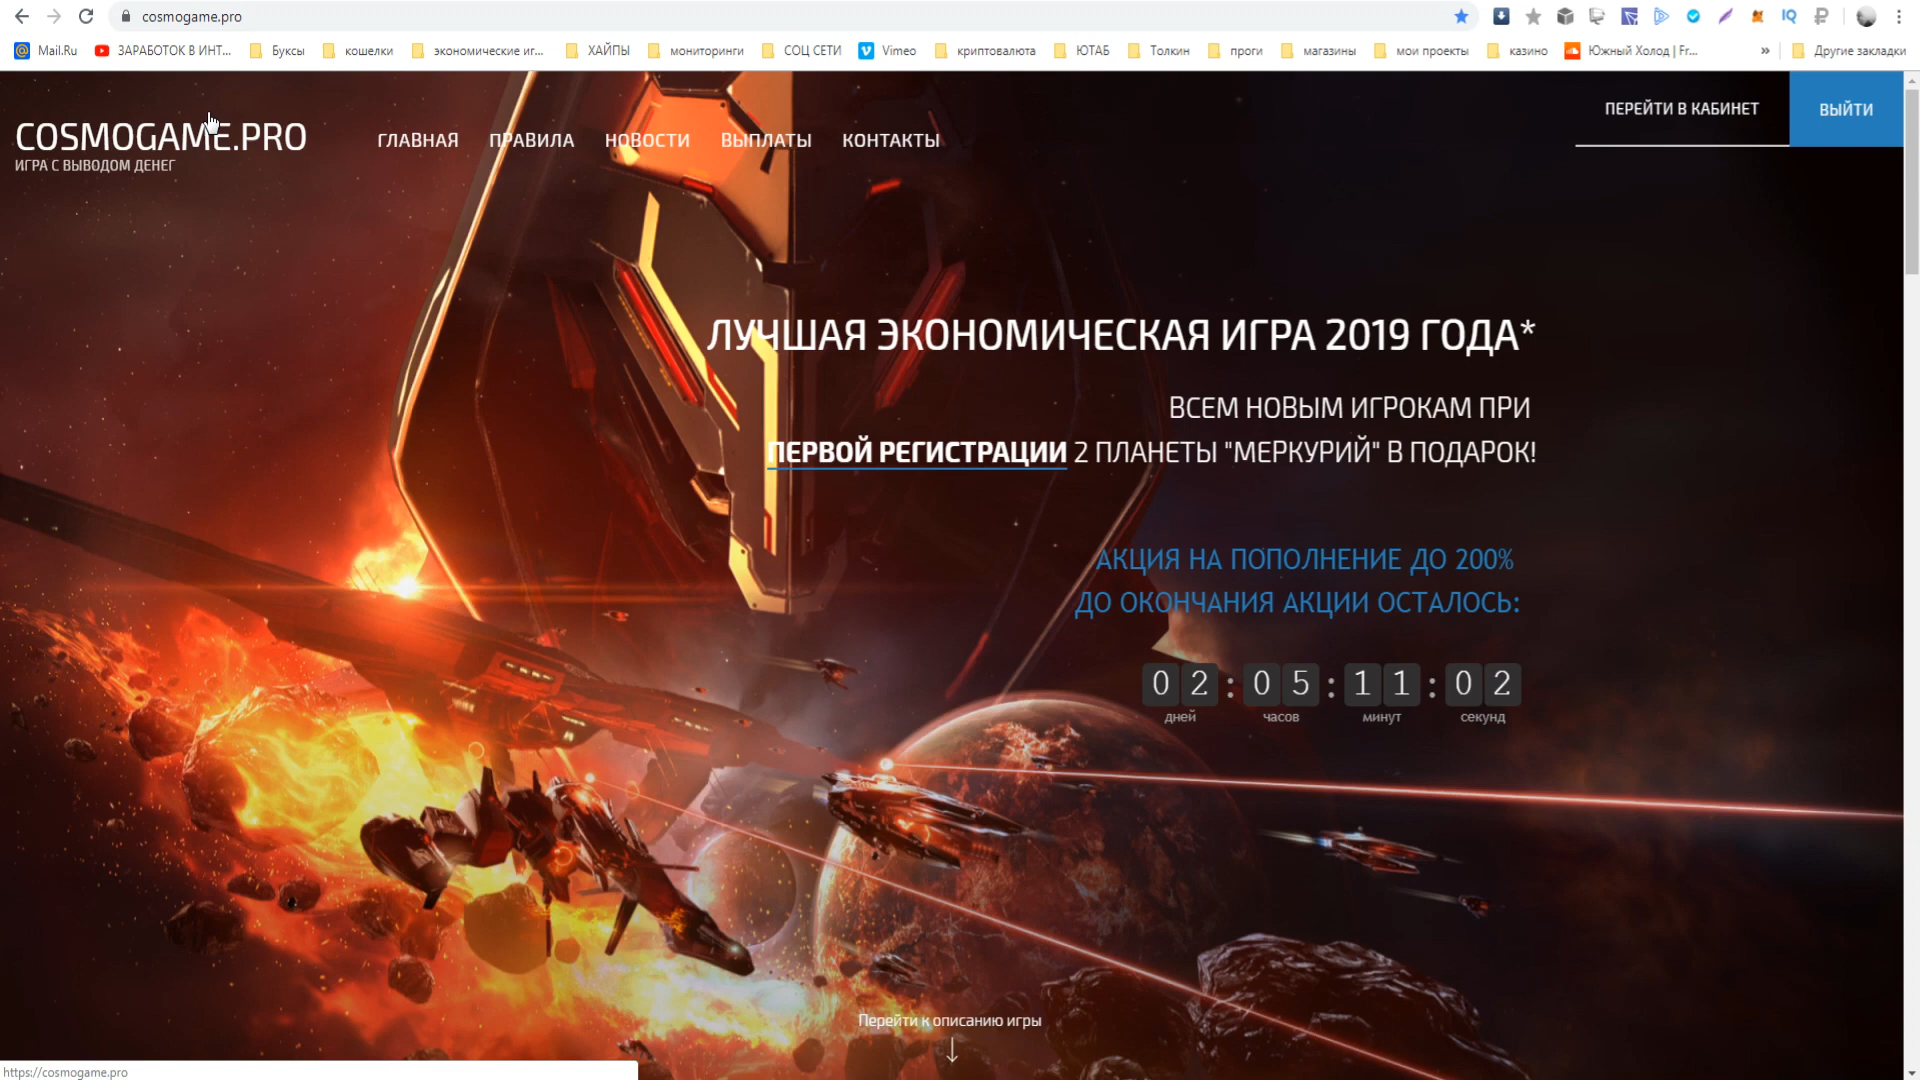 cosmogame.pro
Mail.Ru
ЗАРАБОТОК В ИНТ...
Буксы
кошелки
экономические иг...
ХАЙПЫ
мониторинги
СОЦ СЕТИ
Vimeo
криптовалюта
ЮТАБ
Толкин
проги
магазины
мои проекты
казино
Южный Холод | Fr...
»
Другие закладки
COSMOGAME.PRO
ИГРА С ВЫВОДОМ ДЕНЕГ
ГЛАВНАЯ
ПРАВИЛА
НОВОСТИ
ВЫПЛАТЫ
КОНТАКТЫ
ПЕРЕЙТИ В КАБИНЕТ
ВЫЙТИ
ЛУЧШАЯ ЭКОНОМИЧЕСКАЯ ИГРА 2019 ГОДА*
ВСЕМ НОВЫМ ИГРОКАМ ПРИ
ПЕРВОЙ РЕГИСТРАЦИИ 2 ПЛАНЕТЫ "МЕРКУРИЙ" В ПОДАРОК!
АКЦИЯ НА ПОПОЛНЕНИЕ ДО 200%
ДО ОКОНЧАНИЯ АКЦИИ ОСТАЛОСЬ:
02:05:11:02
дней часов минут секунд
Перейти к описанию игры
https://cosmogame.pro